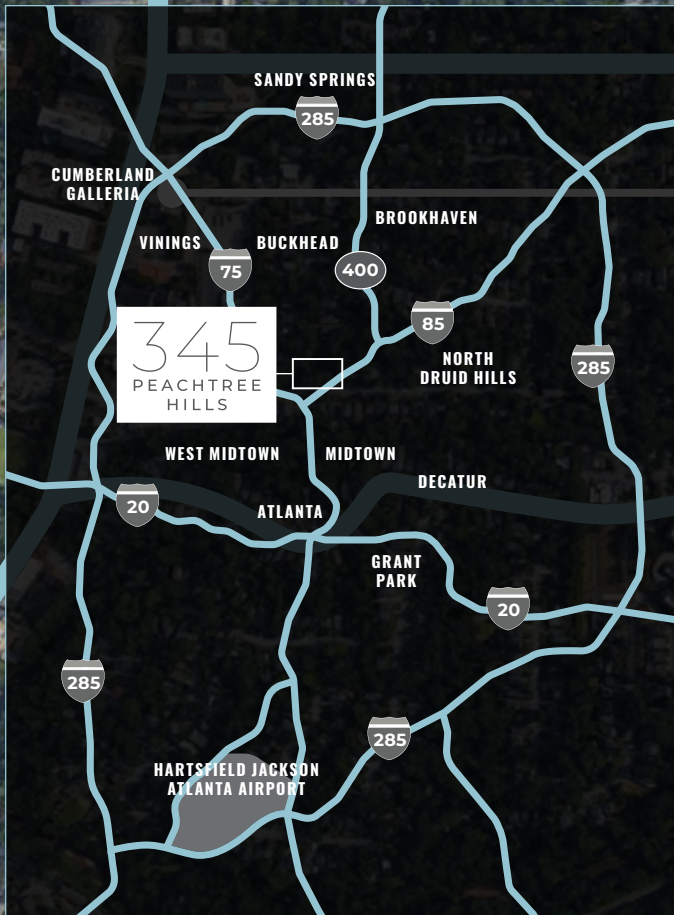 SANDY SPRINGS
285
CUMBERLAND
GALLERIA
BROOKHAVEN
VININGS
BUCKHEAD
75
400
85
345
PEACHTREE
HILLS
NORTH
DRUID HILLS
285
WEST MIDTOWN
MIDTOWN
DECATUR
20
ATLANTA
GRANT
PARK
20
285
285
HARTSFIELD JACKSON
ATLANTA AIRPORT